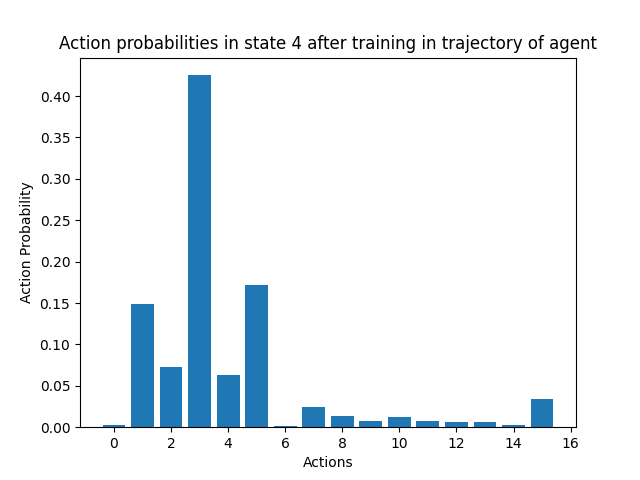 Action probabilities in state 4 after training in trajectory of agent
0.40
0.35
0.30
0.25
0.20
0.15
0.10
0.05
0.00
Action Probability
0 2 4 6 8 10 12 14 16
Actions